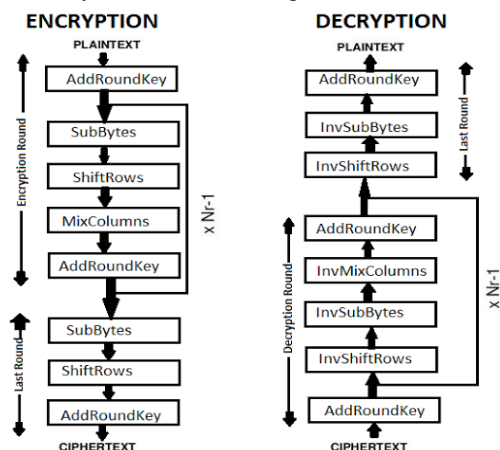 ENCRYPTION
PLAINTEXT
AddRoundKey
SubBytes
ShiftRows
MixColumns
AddRoundKey
SubBytes
ShiftRows
AddRoundKey
CIPHERTEXT
Encryption Round
Last Round
x Nr-1
DECRYPTION
PLAINTEXT
AddRoundKey
InvSubBytes
InvShiftRows
AddRoundKey
InvMixColumns
InvSubBytes
InvShiftRows
AddRoundKey
CIPHERTEXT
Last Round
Decryption Round
x Nr-1